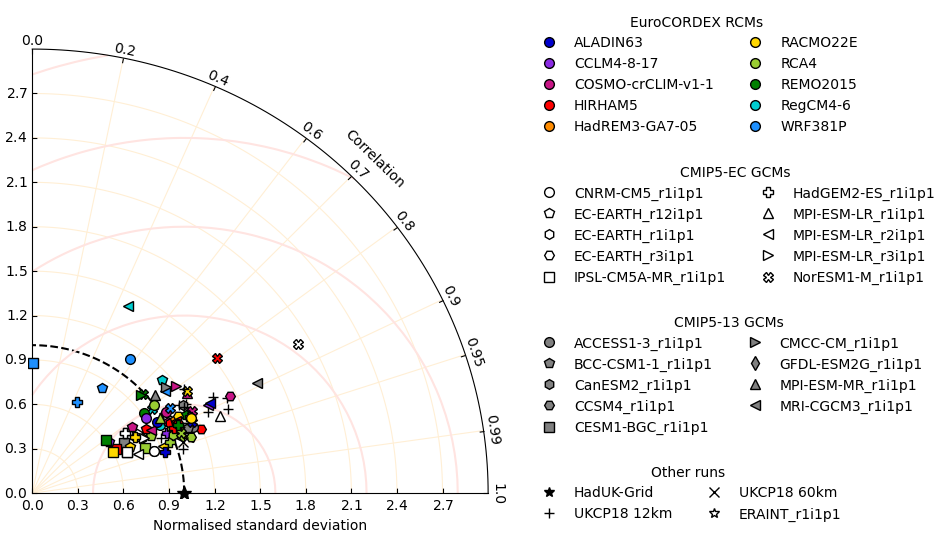 0.0
0.2
0.4
0.6
Correlation
0.7
0.8
0.9
0.95
0.99
1.0
2.7
2.4
2.1
1.8
1.5
1.2
0.9
0.6
0.3
0.0
0.0 0.3 0.6 0.9 1.2 1.5 1.8 2.1 2.4 2.7
Normalised standard deviation
EuroCORDEX RCMs
ALADIN63 RACMO22E
CCLM4-8-17 RCA4
COSMO-crCLIM-v1-1 REMO2015
HIRHAM5 RegCM4-6
HadREM3-GA7-05 WRF381P
CMIP5-EC GCMs
CNRM-CM5_r1i1p1 HadGEM2-ES_r1i1p1
EC-EARTH_r12i1p1 MPI-ESM-LR_r1i1p1
EC-EARTH_r1i1p1 MPI-ESM-LR_r2i1p1
EC-EARTH_r3i1p1 MPI-ESM-LR_r3i1p1
IPSL-CM5A-MR_r1i1p1 NorESM1-M_r1i1p1
CMIP5-13 GCMs
ACCESS1-3_r1i1p1 CMCC-CM_r1i1p1
BCC-CSM1-1_r1i1p1 GFDL-ESM2G_r1i1p1
CanESM2_r1i1p1 MPI-ESM-MR_r1i1p1
CCSM4_r1i1p1 MRI-CGCM3_r1i1p1
CESM1-BGC_r1i1p1
Other runs
HadUK-Grid UKCP18 60km
UKCP18 12km ERAINT_r1i1p1